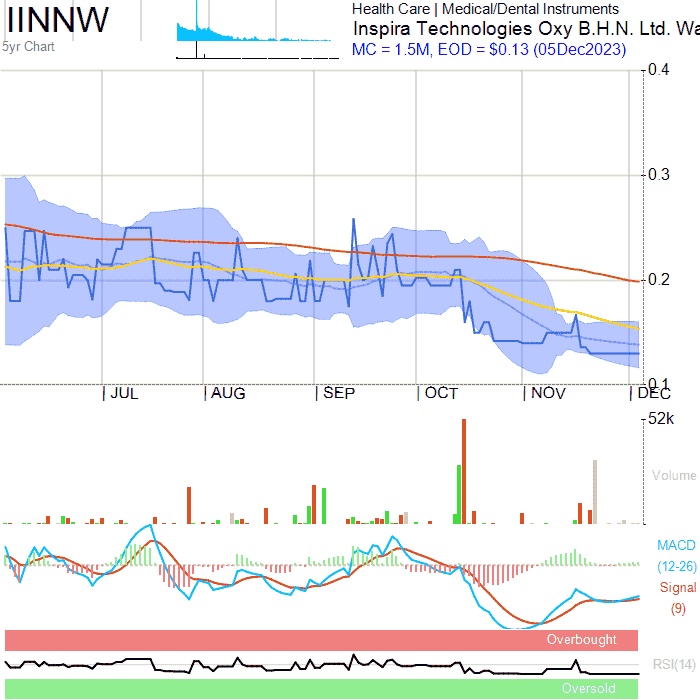 IINNW
5yr Chart
Health Care | Medical/Dental Instruments
Inspira Technologies Oxy B.H.N. Ltd. Wa
MC = 1.5M, EOD = $0.13 (05Dec2023)
0.4
0.3
0.2
0.1
JUL
AUG
SEP
OCT
NOV
DEC
52k
Volume
MACD
(12-26)
Signal
(9)
Overbought
RSI(14)
Oversold